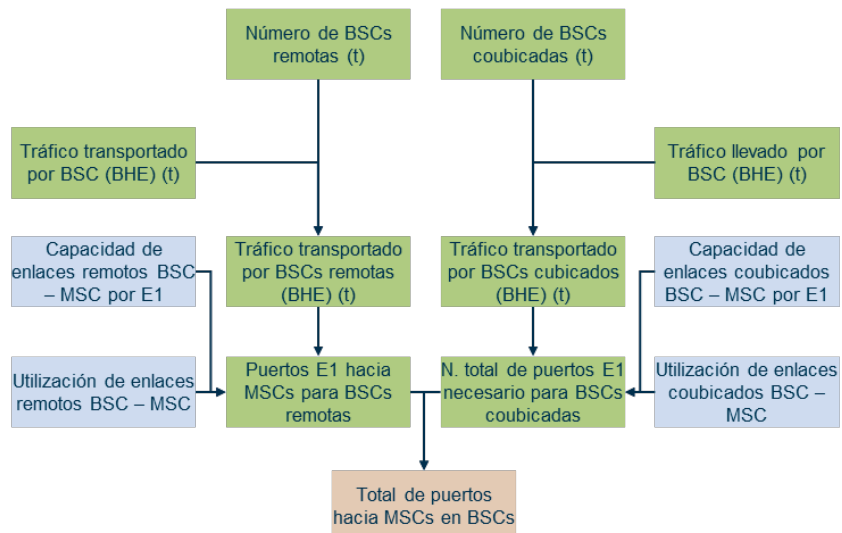 Número de BSCs
remotas (t)
Número de BSCs
coubicadas (t)
Tráfico transportado
por BSC (BHE) (t)
Tráfico llevado por
BSC (BHE) (t)
Capacidad de
enlaces remotos BSC
– MSC por E1
Tráfico transportado
por BSCs remotas
(BHE) (t)
Tráfico transportado
por BSCs cubicados
(BHE) (t)
Capacidad de
enlaces coubicados
BSC – MSC por E1
Utilización de enlaces
remotos BSC – MSC
Puertos E1 hacia
MSCs para BSCs
remotas
N. total de puertos E1
necesario para BSCs
coubicadas
Utilización de enlaces
coubicados BSC –
MSC
Total de puertos
hacia MSCs en BSCs